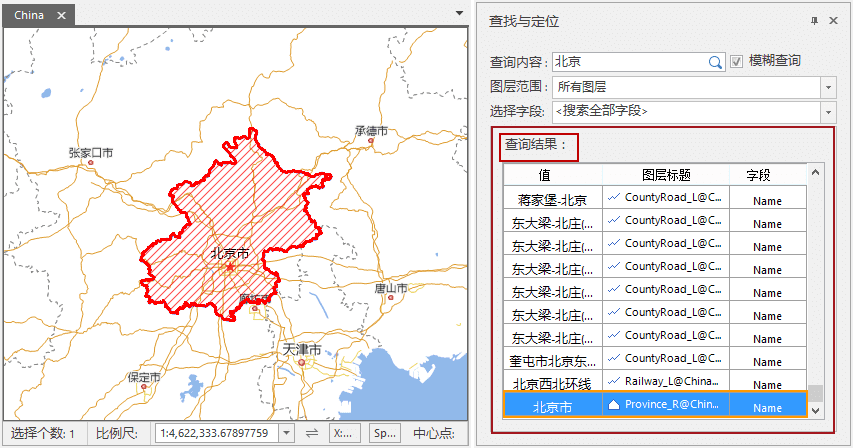 China
承德市
张家口市
北京市
唐山市
廊坊市
天津市
保定市
选择个数: 1 比例尺: 1:4,622,333.67897759 X:... Sp... 中心点:
查找与定位
查询内容: 北京 模糊查询
图层范围: 所有图层
选择字段: <搜索全部字段>
查询结果：
值 图层标题 字段
蒋家堡-北京 CountyRoad_L@C... Name
东大梁-北庄(... CountyRoad_L@C... Name
东大梁-北庄(... CountyRoad_L@C... Name
东大梁-北庄(... CountyRoad_L@C... Name
东大梁-北庄(... CountyRoad_L@C... Name
东大梁-北庄(... CountyRoad_L@C... Name
东大梁-北庄(... CountyRoad_L@C... Name
奎屯市北京东... CountyRoad_L@C... Name
北京西北环线 Railway_L@China... Name
北京市 Province_R@Chin... Name